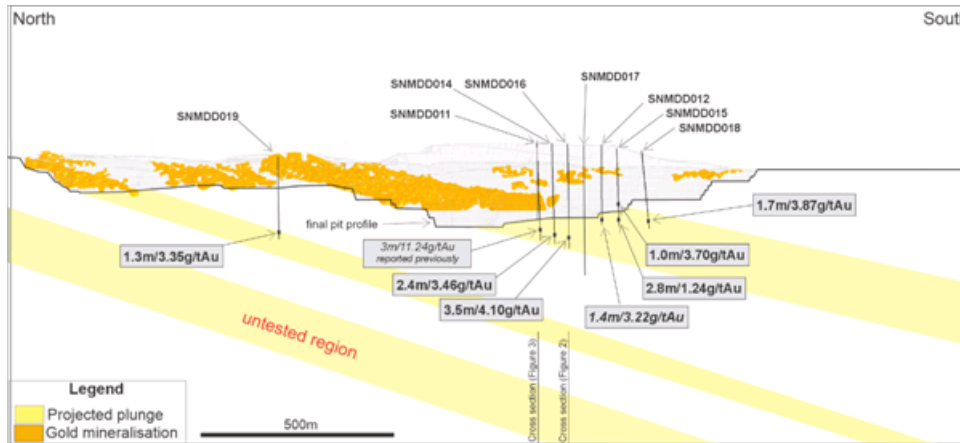 North
South
SNMDD017
SNMDD014
SNMDD016
SNMDD012
SNMDD011
SNMDD015
SNMDD019
SNMDD018
1.7m/3.87g/tAu
final pit profile
3m/11.24g/tAu
reported previously
1.3m/3.35g/tAu
1.0m/3.70g/tAu
2.4m/3.46g/tAu
2.8m/1.24g/tAu
3.5m/4.10g/tAu
1.4m/3.22g/tAu
untested region
Cross section (Figure 3)
Cross section (Figure 2)
Legend
Projected plunge
Gold mineralisation
500m